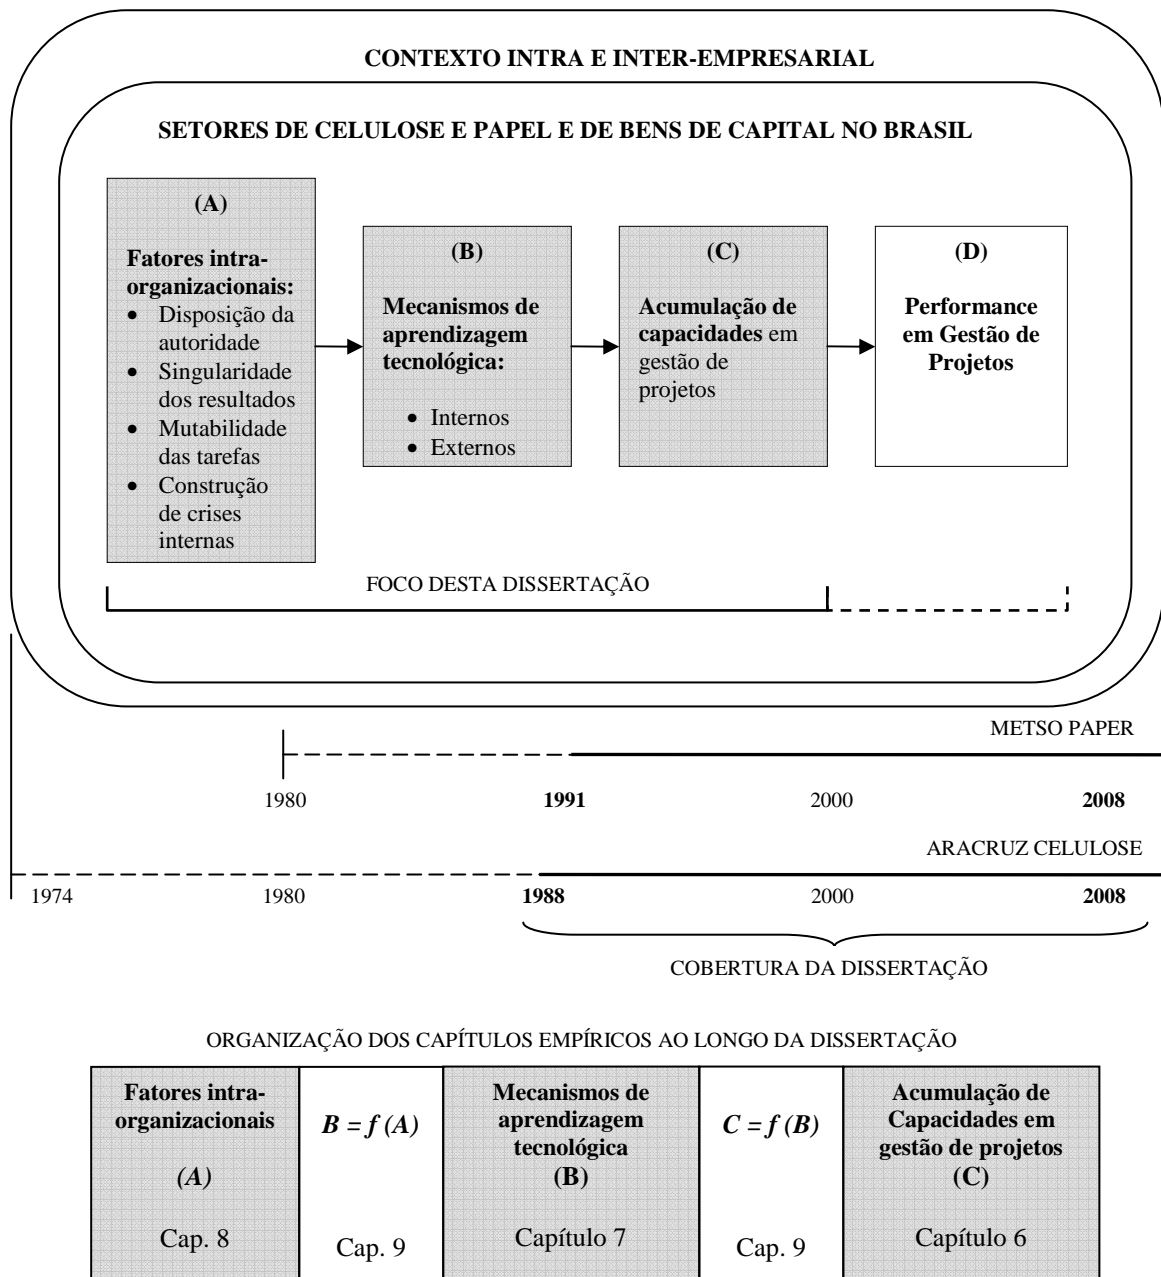 CONTEXTO INTRA E INTER-EMPRESARIAL
SETORES DE CELULOSE E PAPEL E DE BENS DE CAPITAL NO BRASIL
(A)
Fatores intra-
organizacionais:
• Disposição da
autoridade
• Singularidade
dos resultados
• Mutabilidade
das tarefas
• Construção
de crises
internas
(B)
Mecanismos de
aprendizagem
tecnológica:
• Internos
• Externos
(C)
Acumulação de
capacidades em
gestão de
projetos
(D)
Performance
em Gestão de
Projetos
FOCO DESTA DISSERTAÇÃO
METSO PAPER
1980 1991 2000 2008
ARACRUZ CELULOSE
1974 1980 1988 2000 2008
COBERTURA DA DISSERTAÇÃO
ORGANIZAÇÃO DOS CAPÍTULOS EMPÍRICOS AO LONGO DA DISSERTAÇÃO
Fatores intra-
organizacionais
(A)
Cap. 8
B = f (A)
Cap. 9
Mecanismos de
aprendizagem
tecnológica
(B)
Capítulo 7
C = f (B)
Cap. 9
Acumulação de
Capacidades em
gestão de projetos
(C)
Capítulo 6